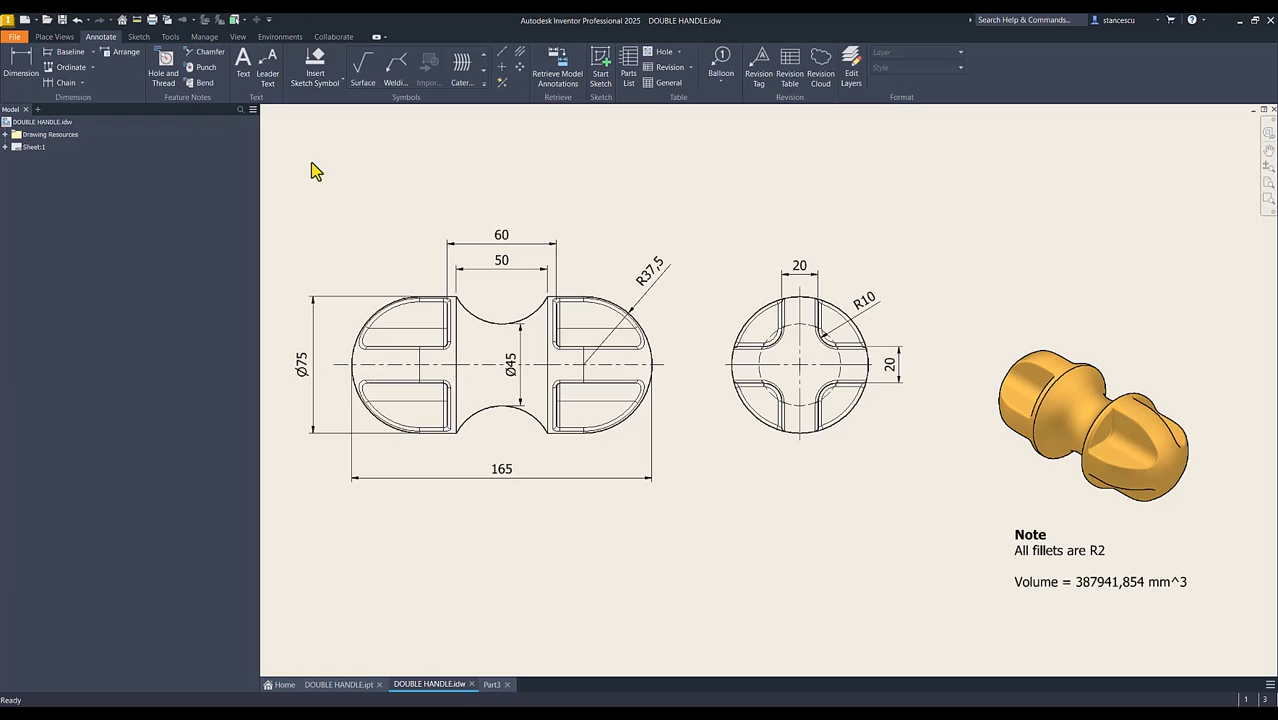 Autodesk Inventor Professional 2025 DOUBLE HANDLE.idw
Search Help & Commands...
stancescu
File
Place Views
Annotate
Sketch
Tools
Manage
View
Environments
Collaborate
Dimension
Baseline
Ordinate
Chain
Arrange
Dimension
Hole and Thread
Chamfer
Punch
Bend
Feature Notes
Text
Leader Text
Text
Insert Sketch Symbol
Surface
Weldi...
Impor...
Cater...
Symbols
Retrieve Model Annotations
Retrieve
Start Sketch
Sketch
Parts List
Hole
Revision
General
Table
Balloon
Revision Tag
Revision Table
Revision Cloud
Revision
Edit Layers
Layer
Style
Format
Model
DOUBLE HANDLE.idw
Drawing Resources
Sheet:1
60
50
R37,5
Ø75
Ø45
165
20
R10
20
Note
All fillets are R2
Volume = 387941,854 mm^3
Home
DOUBLE HANDLE.ipt
DOUBLE HANDLE.idw
Part3
Ready
1
3